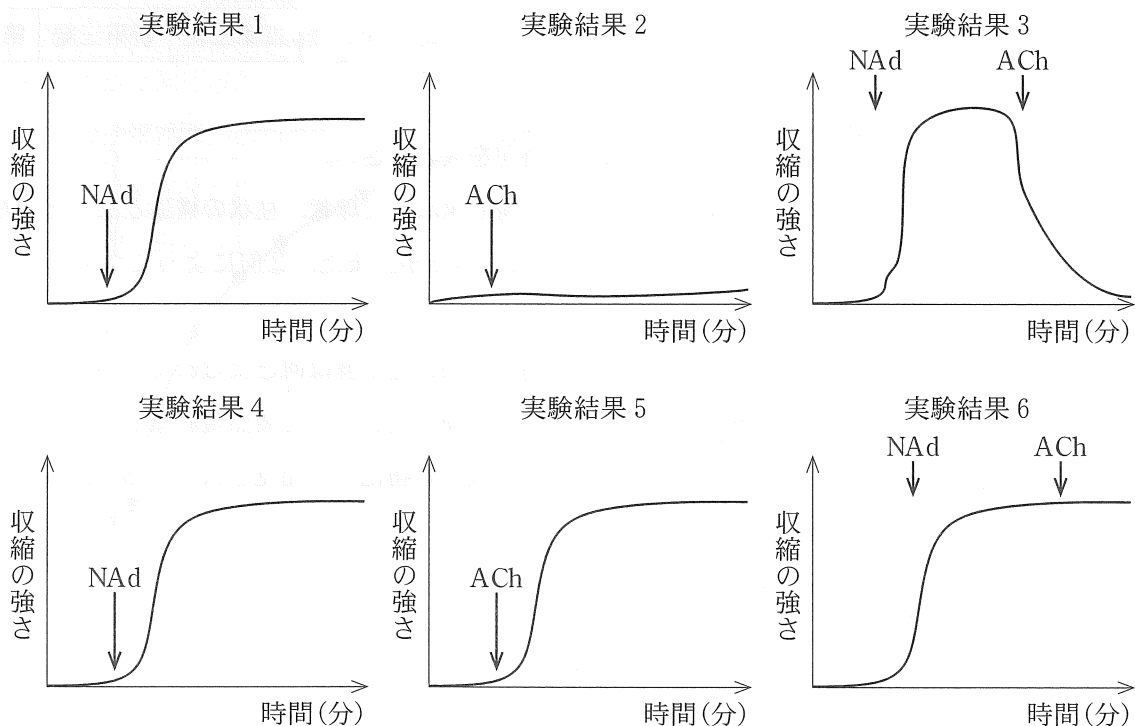 実験結果 1
実験結果 2
実験結果 3
収縮の強さ
NAd
時間(分)
収縮の強さ
ACh
時間(分)
収縮の強さ
NAd
ACh
時間(分)
実験結果 4
実験結果 5
実験結果 6
収縮の強さ
NAd
時間(分)
収縮の強さ
ACh
時間(分)
収縮の強さ
NAd
ACh
時間(分)